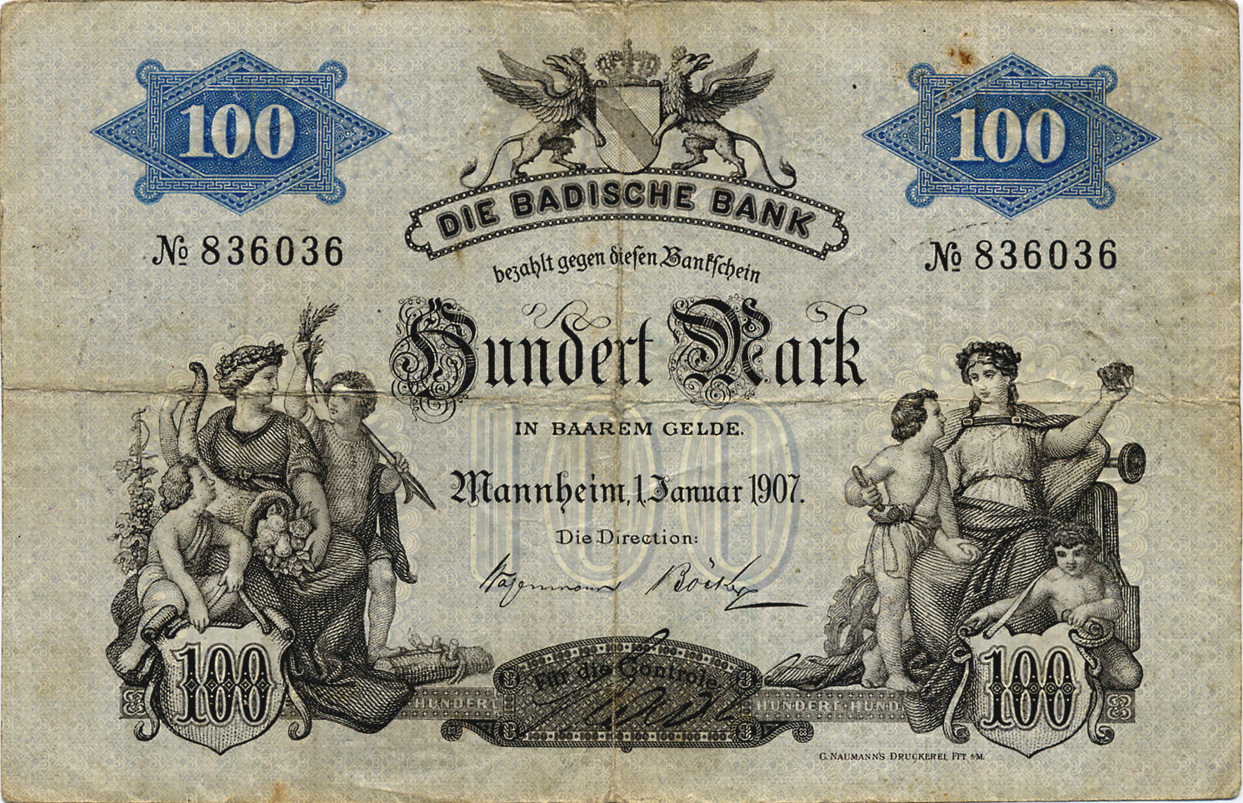 100 100
DIE BADISCHE BANK
№ 836036 № 836036
bezahlt gegen diesen Bankschein
Hundert Mark
100
IN BAAREM GELDE.
Mannheim, 1. Januar 1907.
Die Direction:
Für die Controle
HUNDERT HUNDERT·HUND
100 100
C. NAUMANN'S DRUCKEREI, FFT a/M.